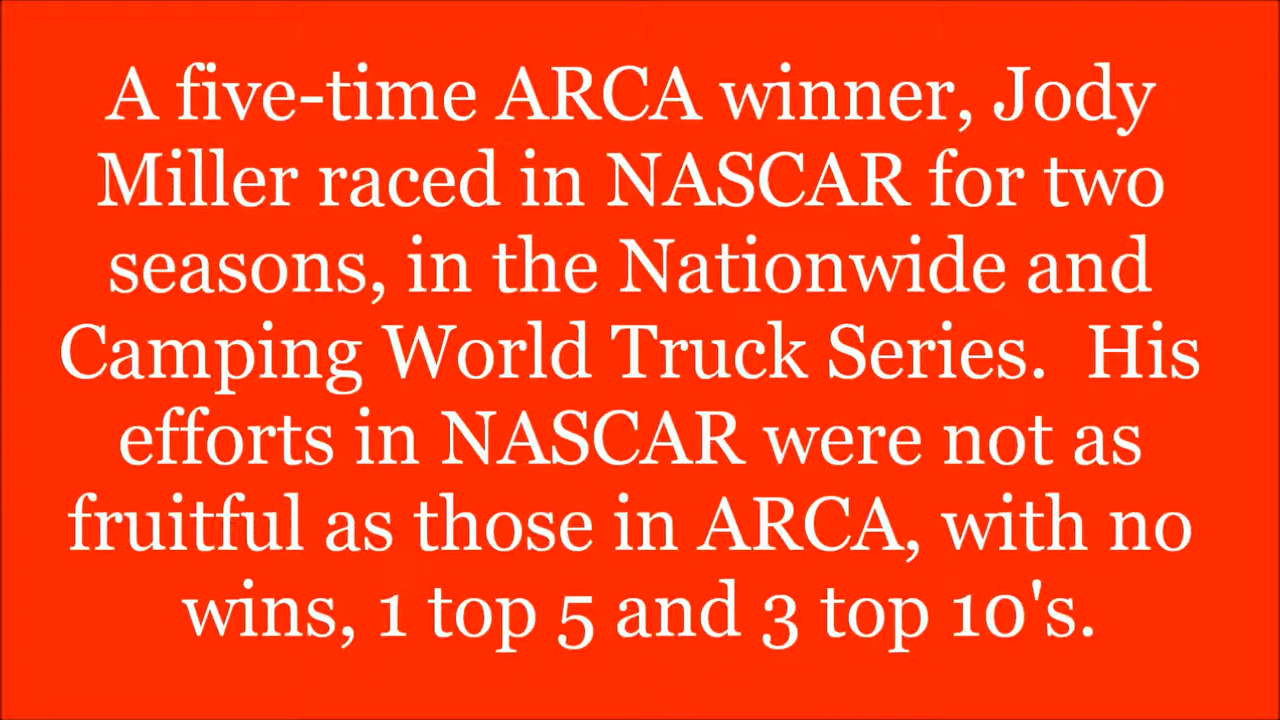 A five-time ARCA winner, Jody
Miller raced in NASCAR for two
seasons, in the Nationwide and
Camping World Truck Series.  His
efforts in NASCAR were not as
fruitful as those in ARCA, with no
wins, 1 top 5 and 3 top 10's.